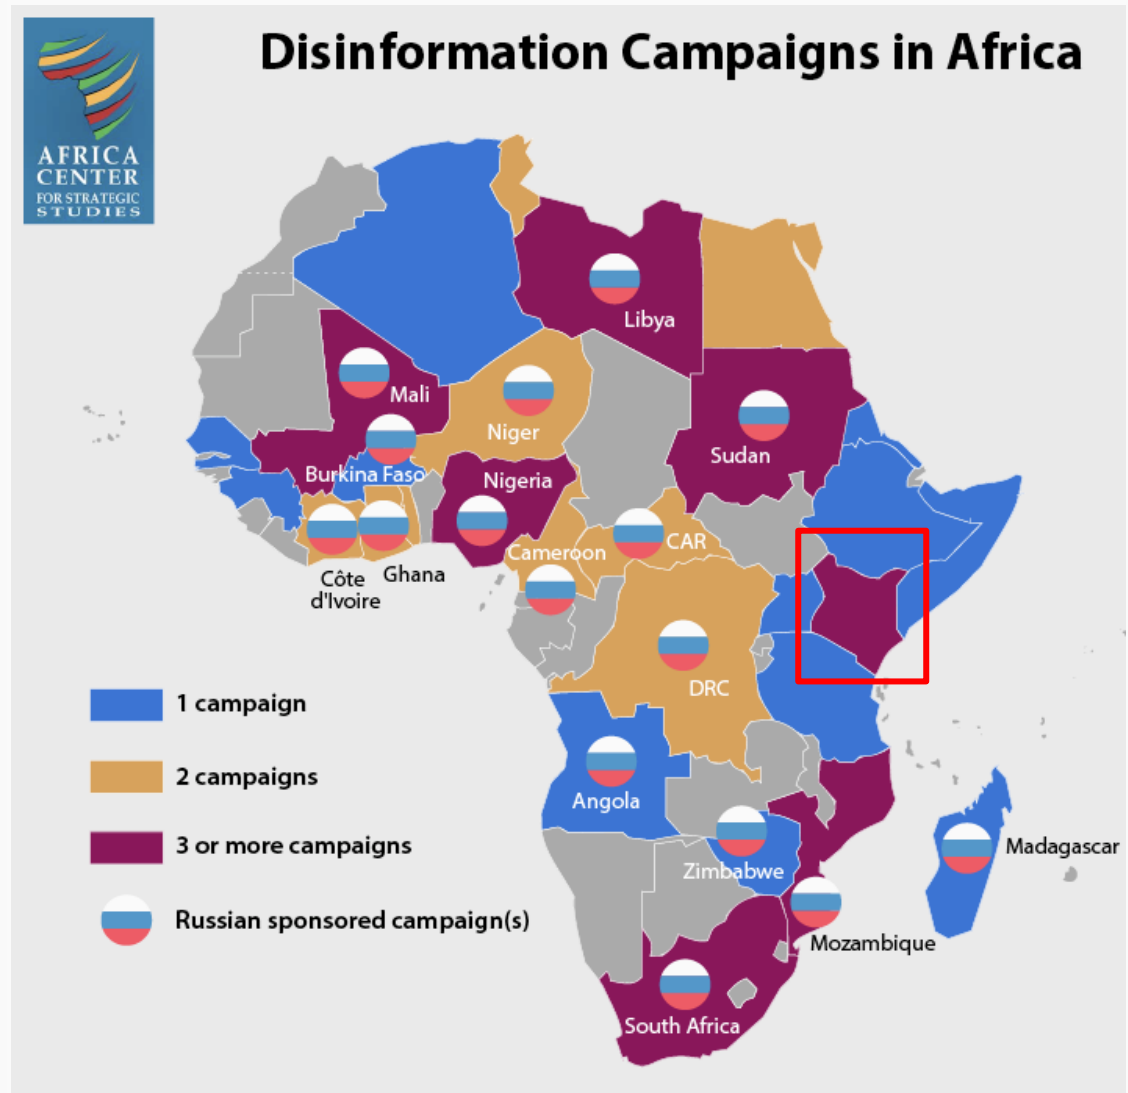 Disinformation Campaigns in Africa
AFRICA
CENTER
FOR STRATEGIC
STUDIES
Libya
Mali
Niger
Sudan
Burkina Faso
Nigeria
Cameroon
CAR
Côte
d'Ivoire
Ghana
DRC
1 campaign
2 campaigns
3 or more campaigns
Russian sponsored campaign(s)
Angola
Zimbabwe
Madagascar
Mozambique
South Africa